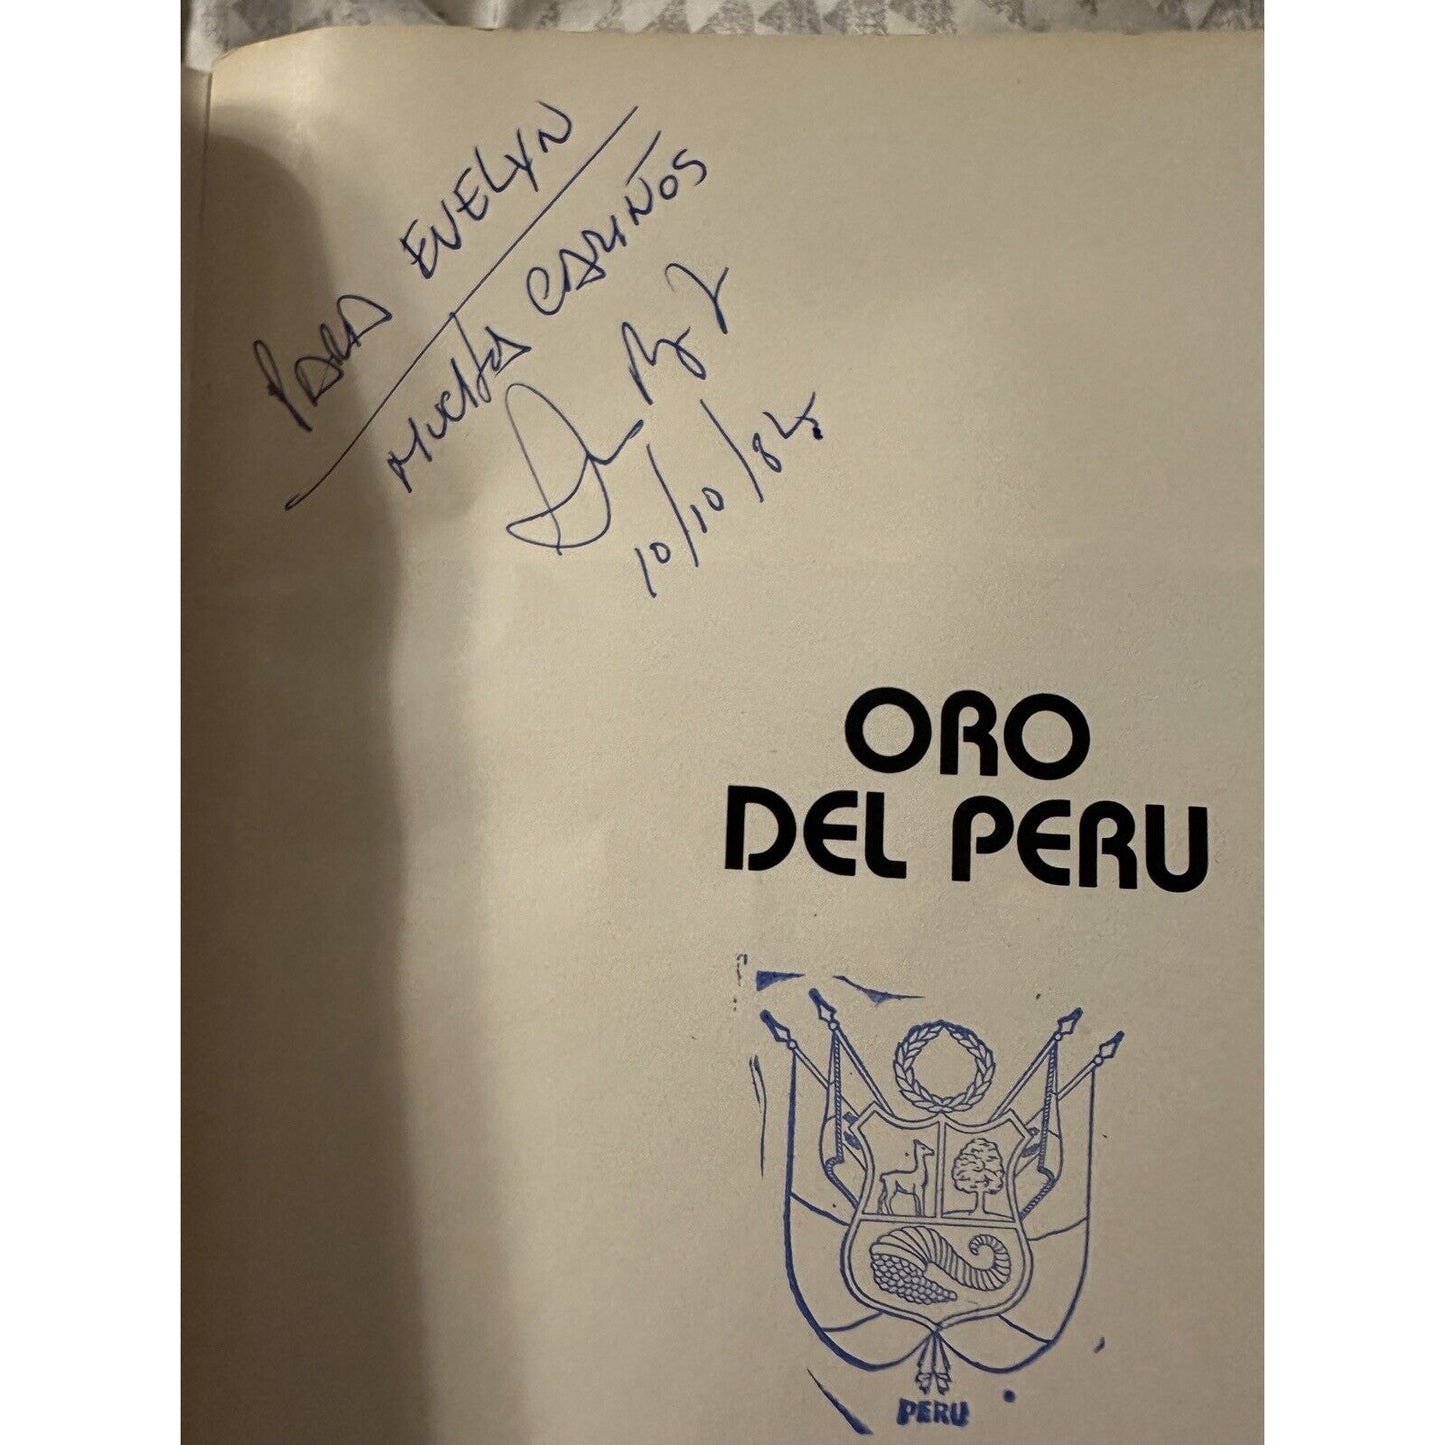 PARA EVELYN
MUCHOS CARIÑOS
10/10/84
ORO
DEL PERU
PERU